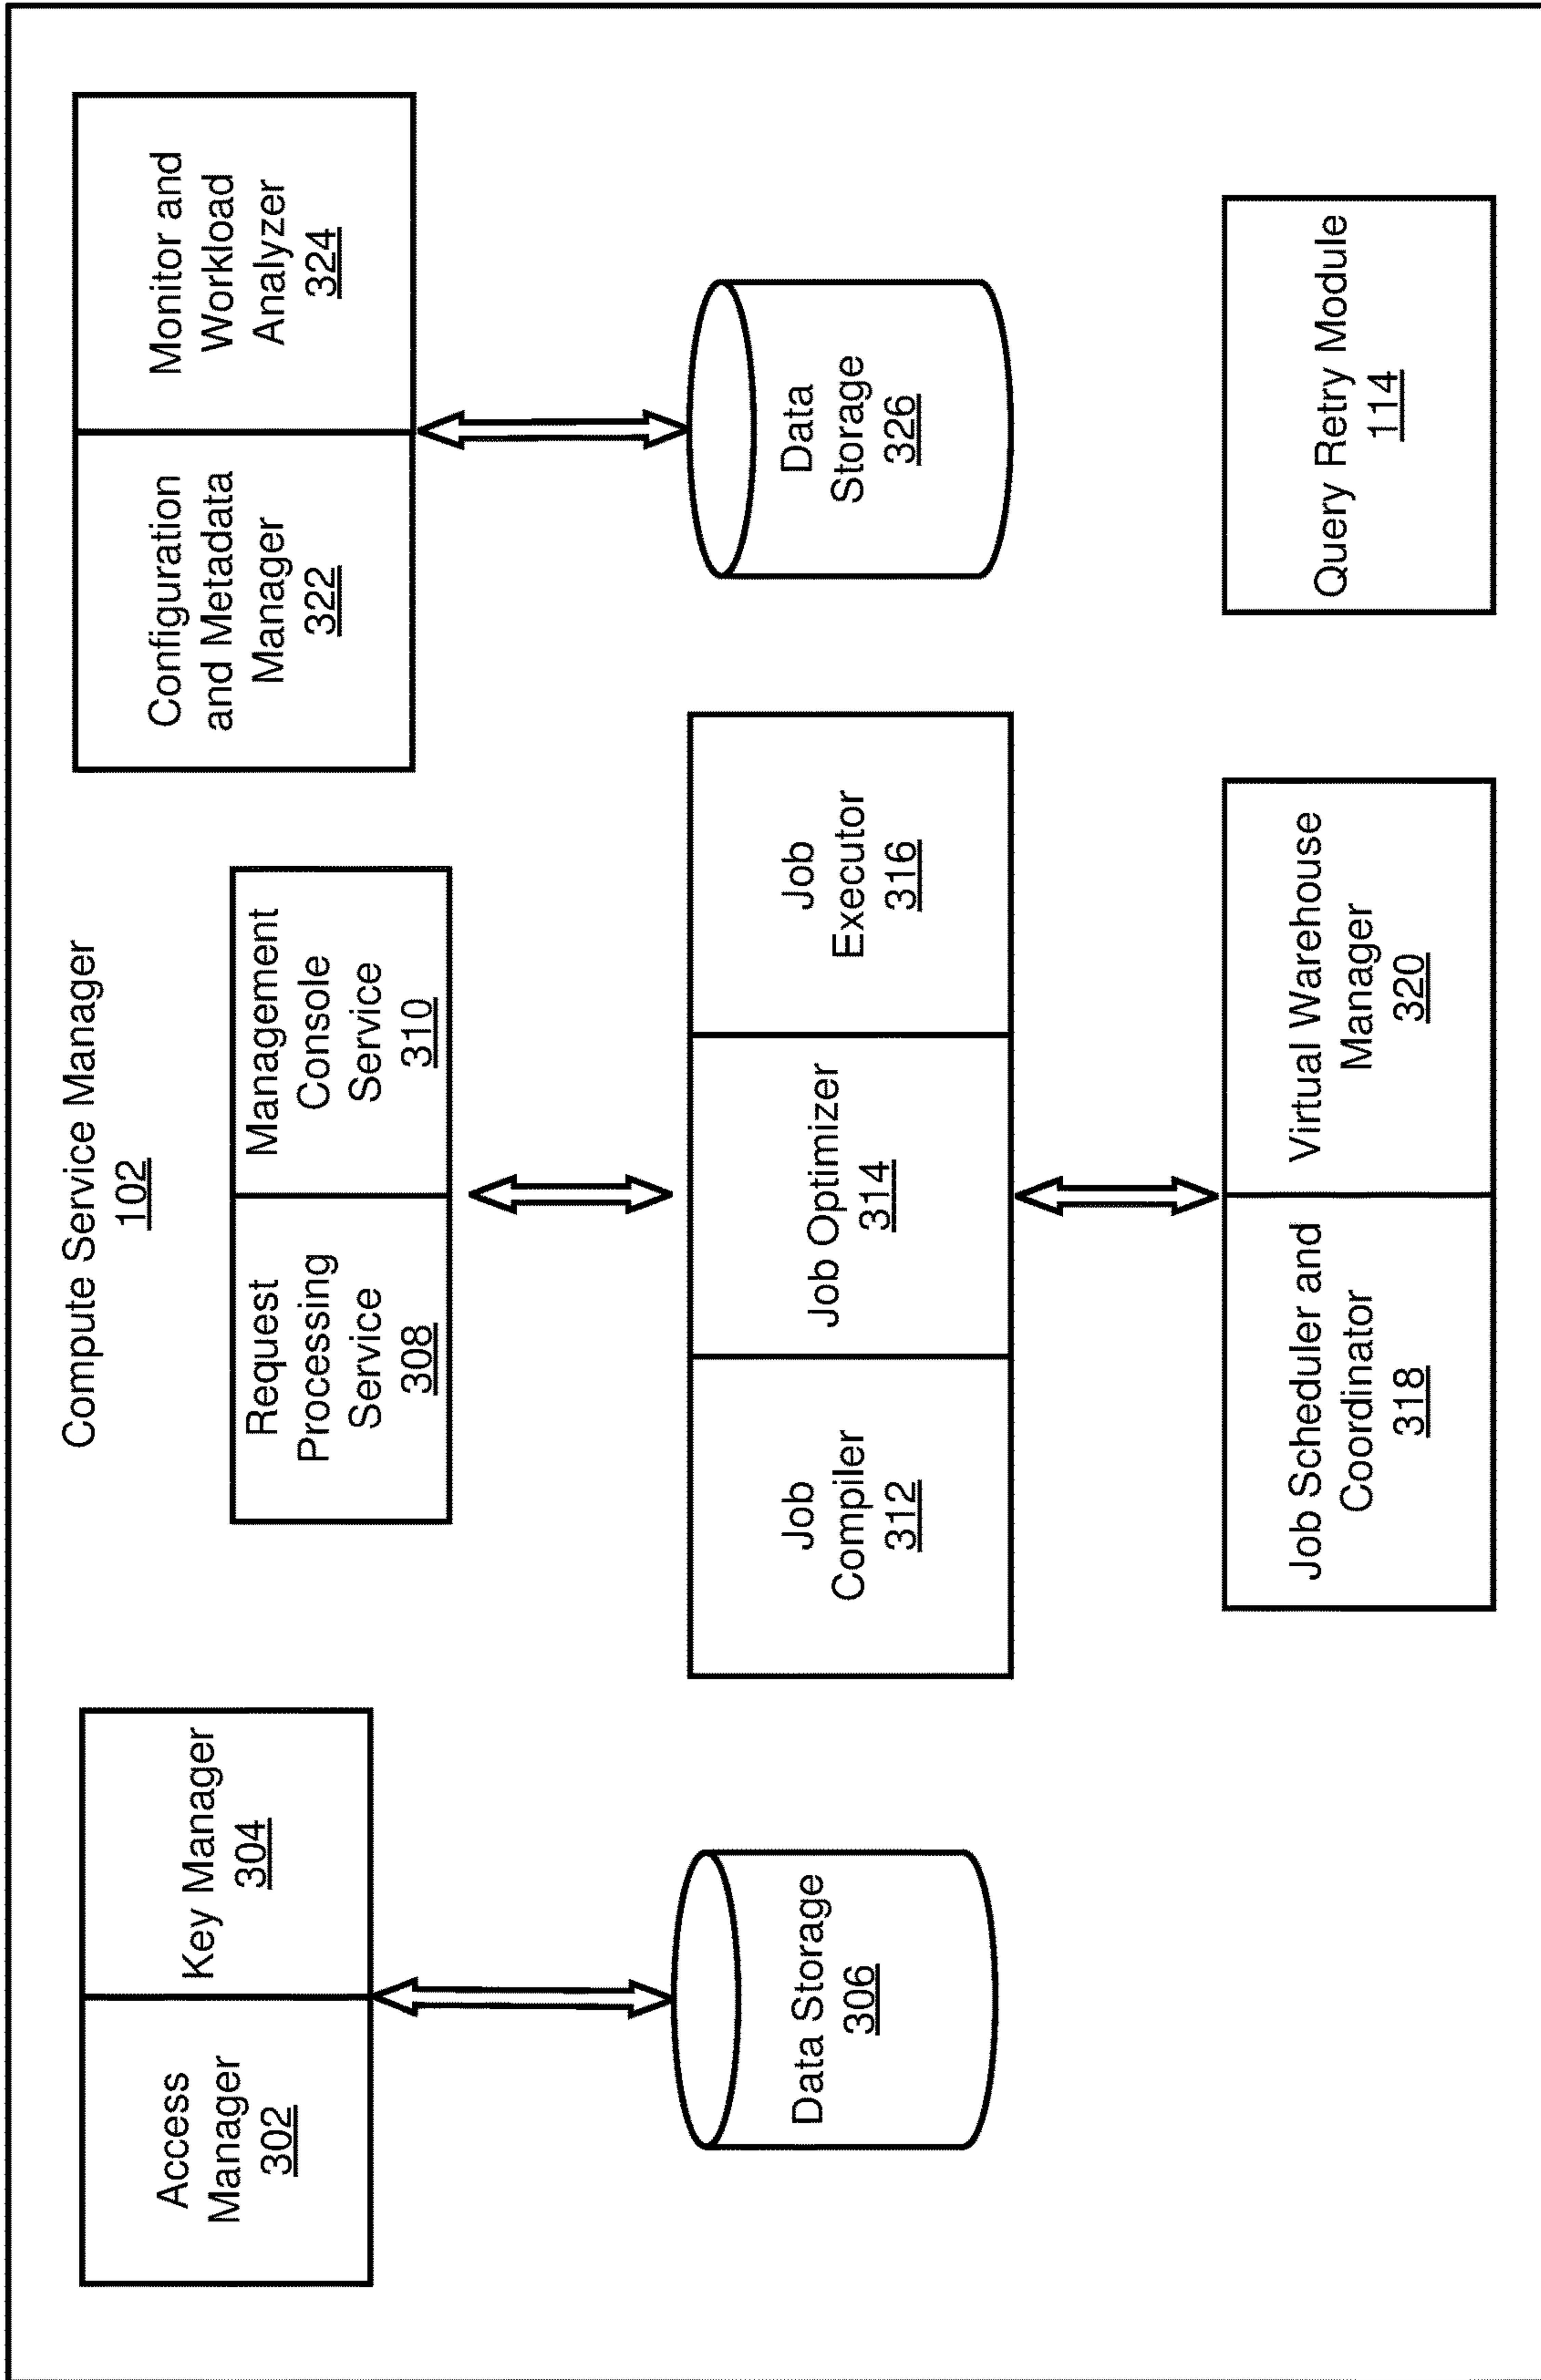 Compute Service Manager
102
Access
Manager
302
Key Manager
304
Request
Processing
Service
308
Management
Console
Service
310
Configuration
and Metadata
Manager
322
Monitor and
Workload
Analyzer
324
Data Storage
306
Job
Compiler
312
Job Optimizer
314
Job
Executor
316
Data
Storage
326
Job Scheduler and
Coordinator
318
Virtual Warehouse
Manager
320
Query Retry Module
114